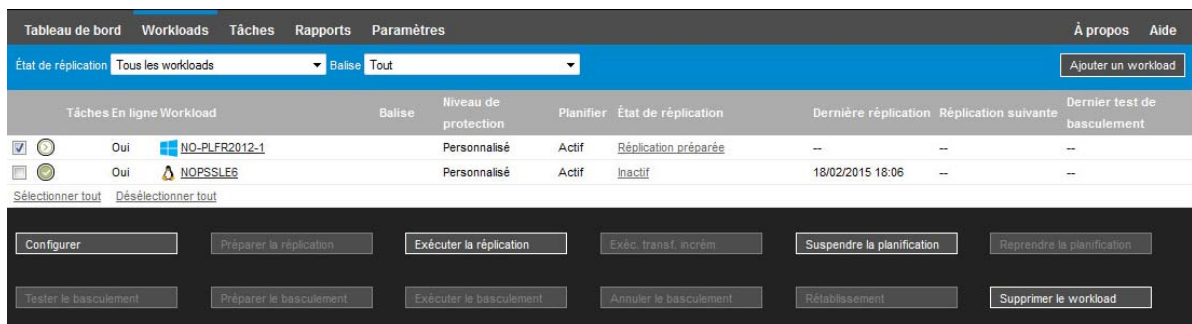 Tableau de bord Workloads Tâches Rapports Paramètres À propos Aide
État de réplication Tous les workloads Balise Tout Ajouter un workload
Tâches En ligne Workload Balise Niveau de protection Planifier État de réplication Dernière réplication Réplication suivante Dernier test de basculement
Oui NO-PLFR2012-1 Personnalisé Actif Réplication préparée -- -- --
Oui NOPSSLE6 Personnalisé Actif Inactif 18/02/2015 18:06 -- --
Sélectionner tout Désélectionner tout
Configurer Préparer la réplication Exécuter la réplication Exéc. transf. incrém. Suspendre la planification Reprendre la planification
Tester le basculement Préparer le basculement Exécuter le basculement Annuler le basculement Rétablissement Supprimer le workload